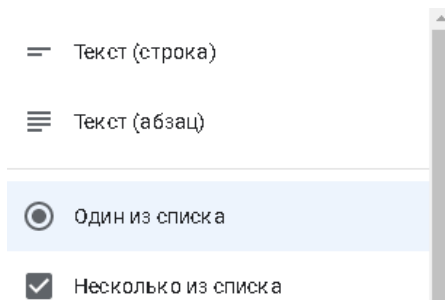 Текст (строка)
Текст (абзац)
Один из списка
Несколько из списка